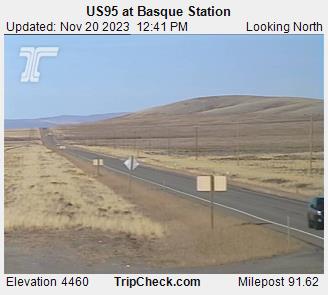 US95 at Basque Station
Updated: Nov 20 2023 12:41 PM Looking North
Elevation 4460 TripCheck.com Milepost 91.62